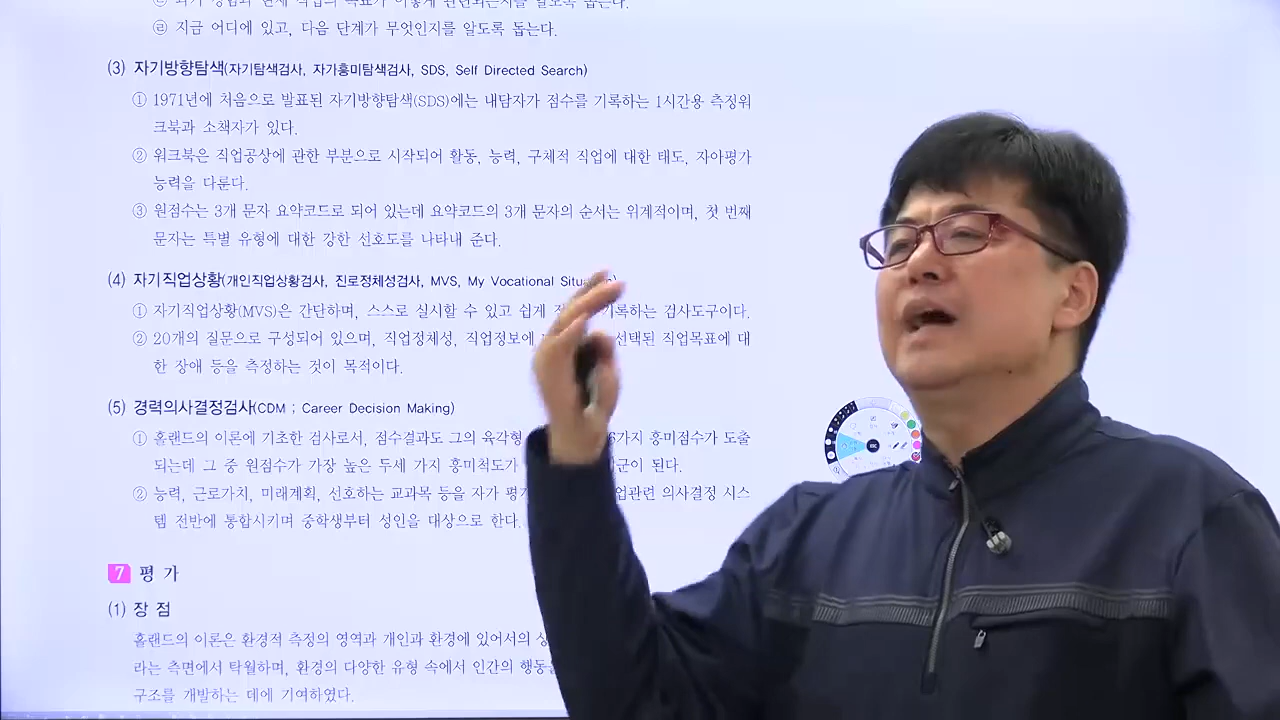 ㉣ 지금 어디에 있고, 다음 단계가 무엇인지를 알도록 돕는다.
(3) 자기방향탐색(자기탐색검사, 자가흥미탐색검사, SDS, Self Directed Search)
① 1971년에 처음으로 발표된 자기방향탐색(SDS)에는 내담자가 점수를 기록하는 1시간용 측정워
크북과 소책자가 있다.
② 워크북은 직업공상에 관한 부분으로 시작되어 활동, 능력, 구체적 직업에 대한 태도, 자아평가
능력을 다룬다.
③ 원점수는 3개 문자 요약코드로 되어 있는데 요약코드의 3개 문자의 순서는 위계적이며, 첫 번째
문자는 특별 유형에 대한 강한 선호도를 나타내 준다.
(4) 자기직업상황(개인직업상황검사, 진로정체성검사, MVS, My Vocational
① 자기직업상황(MVS)은 간단하며, 스스로 실시할 수 있고 쉽게 기록하는 검사도구이다.
② 20개의 질문으로 구성되어 있으며, 직업정체성, 직업정보에 선택된 직업목표에 대
한 장애 등을 측정하는 것이 목적이다.
(5) 경력의사결정검사(CDM ; Career Decision Making)
① 홀랜드의 이론에 기초한 검사로서, 점수결과도 그의 육각형 6가지 흥미점수가 도출
되는데 그 중 원점수가 가장 높은 두세 가지 흥미척도가 된다.
② 능력, 근로가치, 미래계획, 선호하는 교과목 등을 자가 의사결정 시스
템 전반에 통합시키며 중학생부터 성인을 대상으로 한다.
7 평 가
(1) 장 점
홀랜드의 이론은 환경적 측정의 영역과 개인과 환경에 있어서의
라는 측면에서 탁월하며, 환경의 다양한 유형 속에서 인간의
구조를 개발하는 데에 기여하였다.